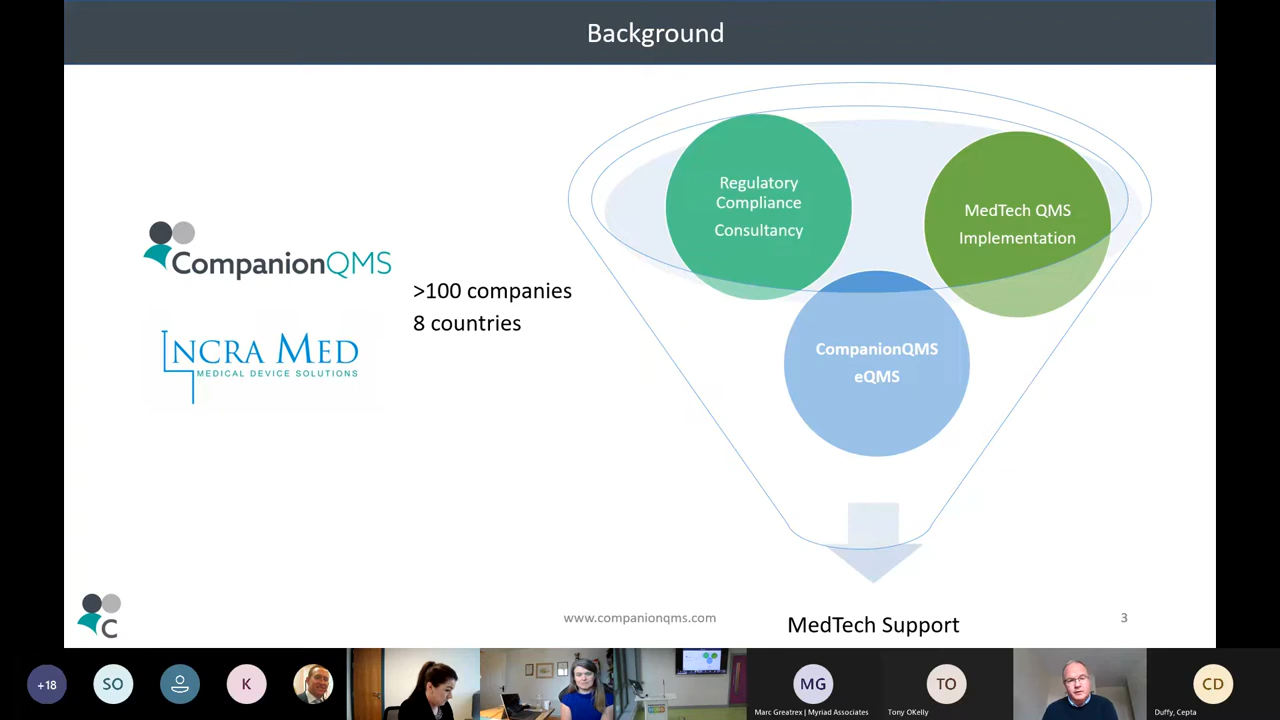 Background
CompanionQMS
INCRA MED
MEDICAL DEVICE SOLUTIONS
>100 companies
8 countries
Regulatory
Compliance
Consultancy
MedTech QMS
Implementation
CompanionQMS
eQMS
MedTech Support
C
www.companionqms.com
3
+18
SO
K
MG
Marc Greatrex | Myriad Associates
TO
Tony OKelly
CD
Duffy, Cepta